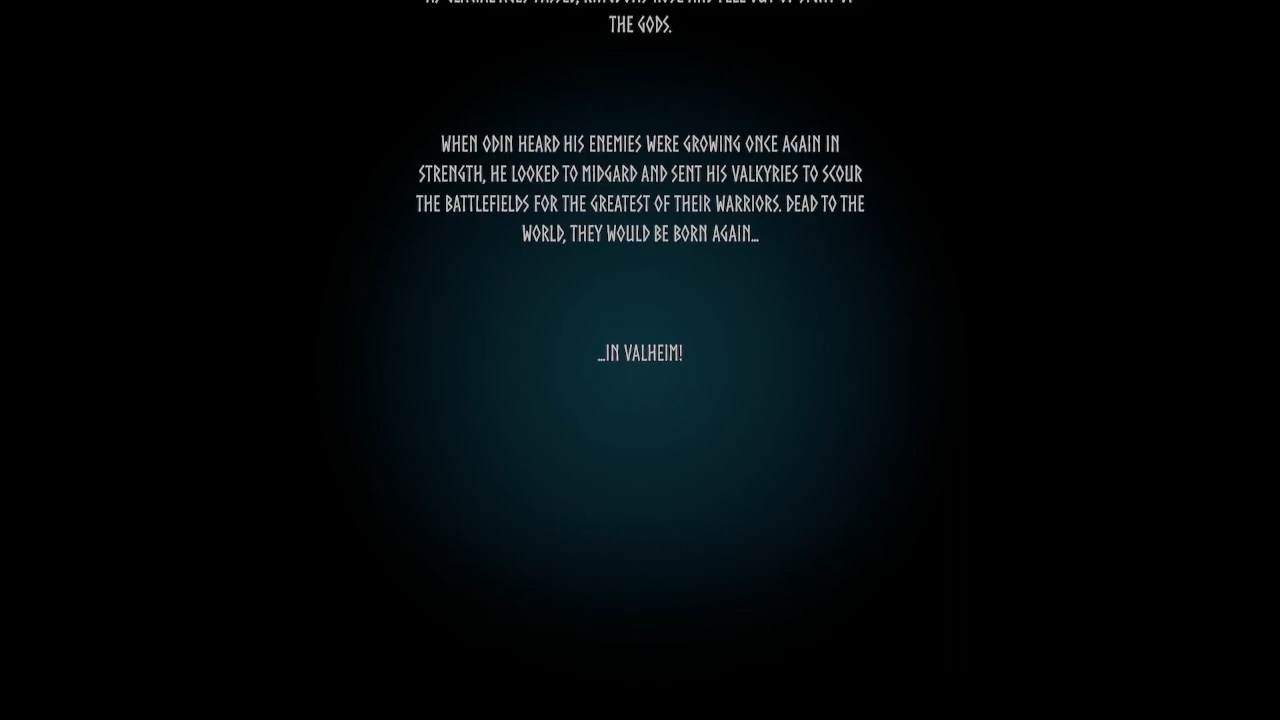 THE GODS.
WHEN ODIN HEARD HIS ENEMIES WERE GROWING ONCE AGAIN IN
STRENGTH, HE LOOKED TO MIDGARD AND SENT HIS VALKYRIES TO SCOUR
THE BATTLEFIELDS FOR THE GREATEST OF THEIR WARRIORS. DEAD TO THE
WORLD, THEY WOULD BE BORN AGAIN...
...IN VALHEIM!